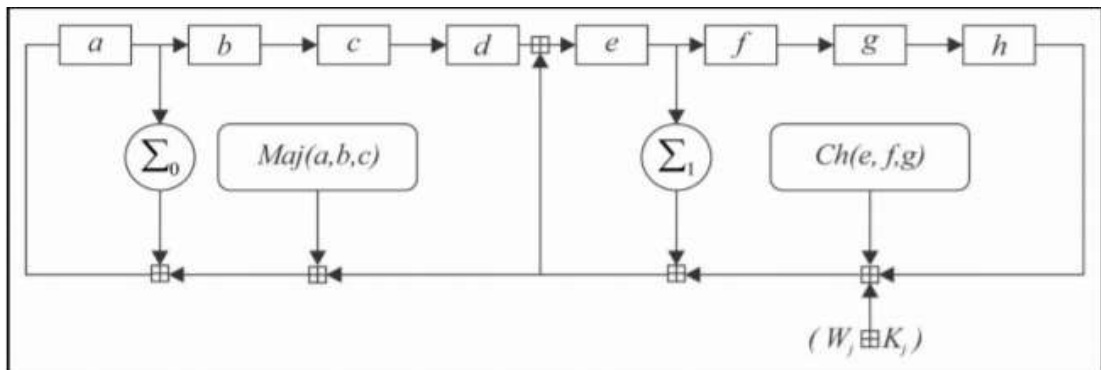 a b c d ⊞ e f g h
∑₀ Maj(a,b,c) ∑₁ Ch(e, f,g)
⊞ ⊞ ⊞ ⊞
( Wⱼ ⊞ Kⱼ )